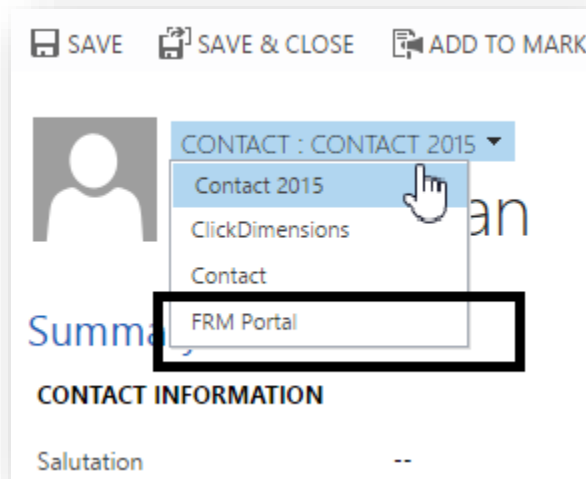 SAVE SAVE & CLOSE ADD TO MARK
CONTACT : CONTACT 2015
Contact 2015
an
ClickDimensions
Contact
FRM Portal
Summa
CONTACT INFORMATION
Salutation --